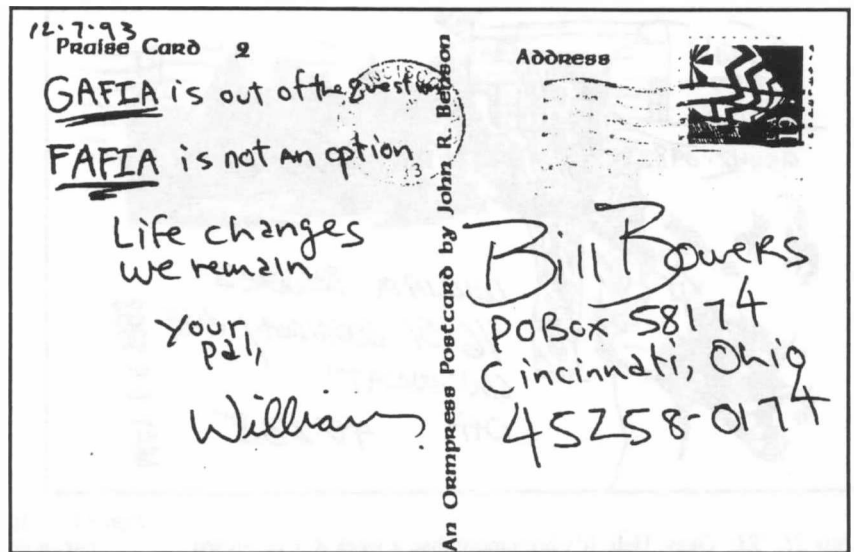 12.7.93
Praise Card 2
GAFIA is out of the question
FAFIA is not an option
Life changes
we remain
your
pal,
William
An Ormpress Postcard by John R. Benson
Address
Bill Bowers
PO Box 58174
Cincinnati, Ohio
45258-0174